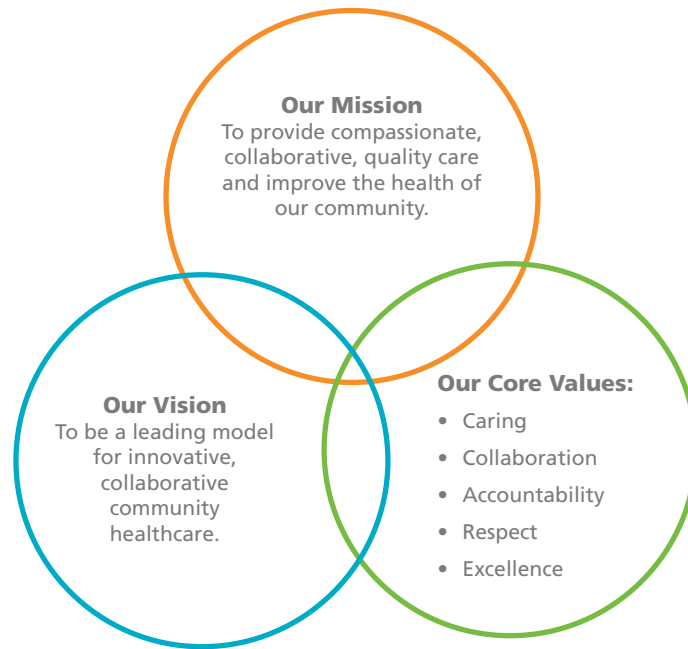 Our Mission
To provide compassionate,
collaborative, quality care
and improve the health of
our community.
Our Vision
To be a leading model
for innovative,
collaborative
community
healthcare.
Our Core Values:
• Caring
• Collaboration
• Accountability
• Respect
• Excellence